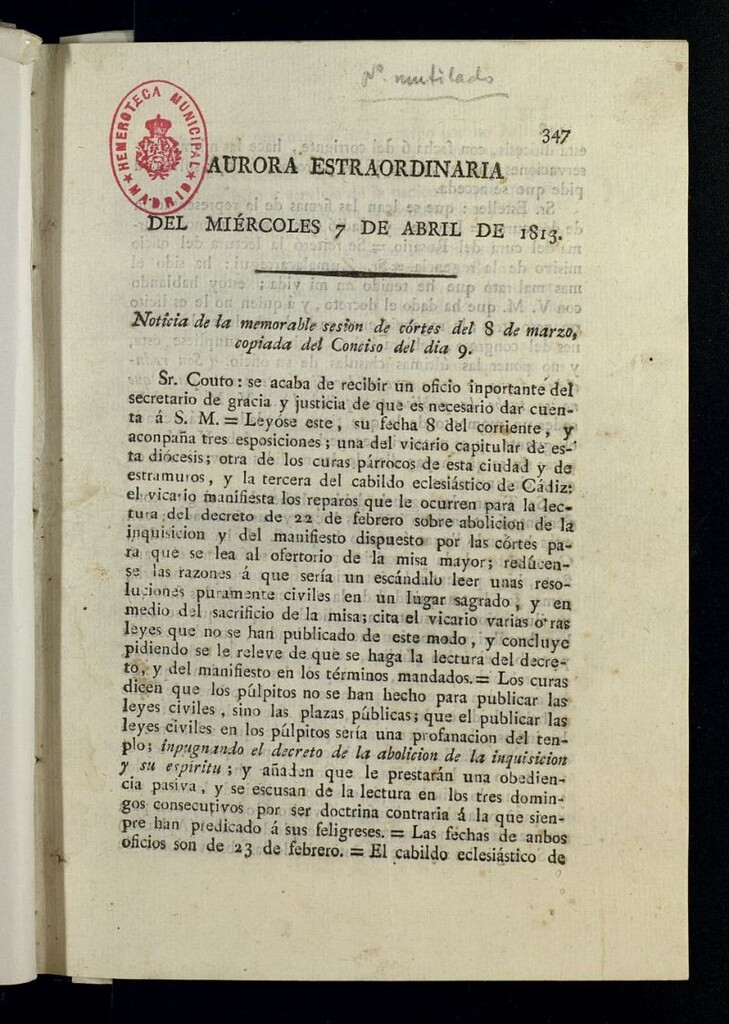 Nº. mutilado
HEMEROTECA MUNICIPAL
MADRID
347
AURORA ESTRAORDINARIA
DEL MIÉRCOLES 7 DE ABRIL DE 1813.
Noticia de la memorable sesion de córtes del 8 de marzo,
copiada del Conciso del dia 9.
Sr. Couto: se acaba de recibir un oficio inportante del
secretario de gracia y justicia de que es necesario dar cuen-
ta á S. M. = Leyóse este, su fecha 8 del corriente, y
aconpaña tres esposiciones; una del vicario capitular de es-
ta diócesis; otra de los curas párrocos de esta ciudad y de
estramuros, y la tercera del cabildo eclesiástico de Cádiz:
el vicario manifiesta los reparos que le ocurren para la lec-
tura del decreto de 22 de febrero sobre abolicion de la
inquisicion y del manifiesto dispuesto por las córtes pa-
ra que se lea al ofertorio de la misa mayor; redúcen-
se las razones á que sería un escándalo leer unas reso-
luciones puramente civiles en un lugar sagrado, y en
medio del sacrificio de la misa; cita el vicario varias otras
leyes que no se han publicado de este modo, y concluye
pidiendo se le releve de que se haga la lectura del decre-
to, y del manifiesto en los términos mandados. = Los curas
dicen que los púlpitos no se han hecho para publicar las
leyes civiles, sino las plazas públicas; que el publicar las
leyes civiles en los púlpitos sería una profanacion del ten-
plo; inpugnando el decreto de la abolicion de la inquisicion
y su espíritu; y añaden que le prestarán una obedien-
cia pasiva, y se escusan de la lectura en los tres domin-
gos consecutivos por ser doctrina contraria á la que sien-
pre han predicado á sus feligreses. = Las fechas de anbos
oficios son de 23 de febrero. = El cabildo eclesiástico de